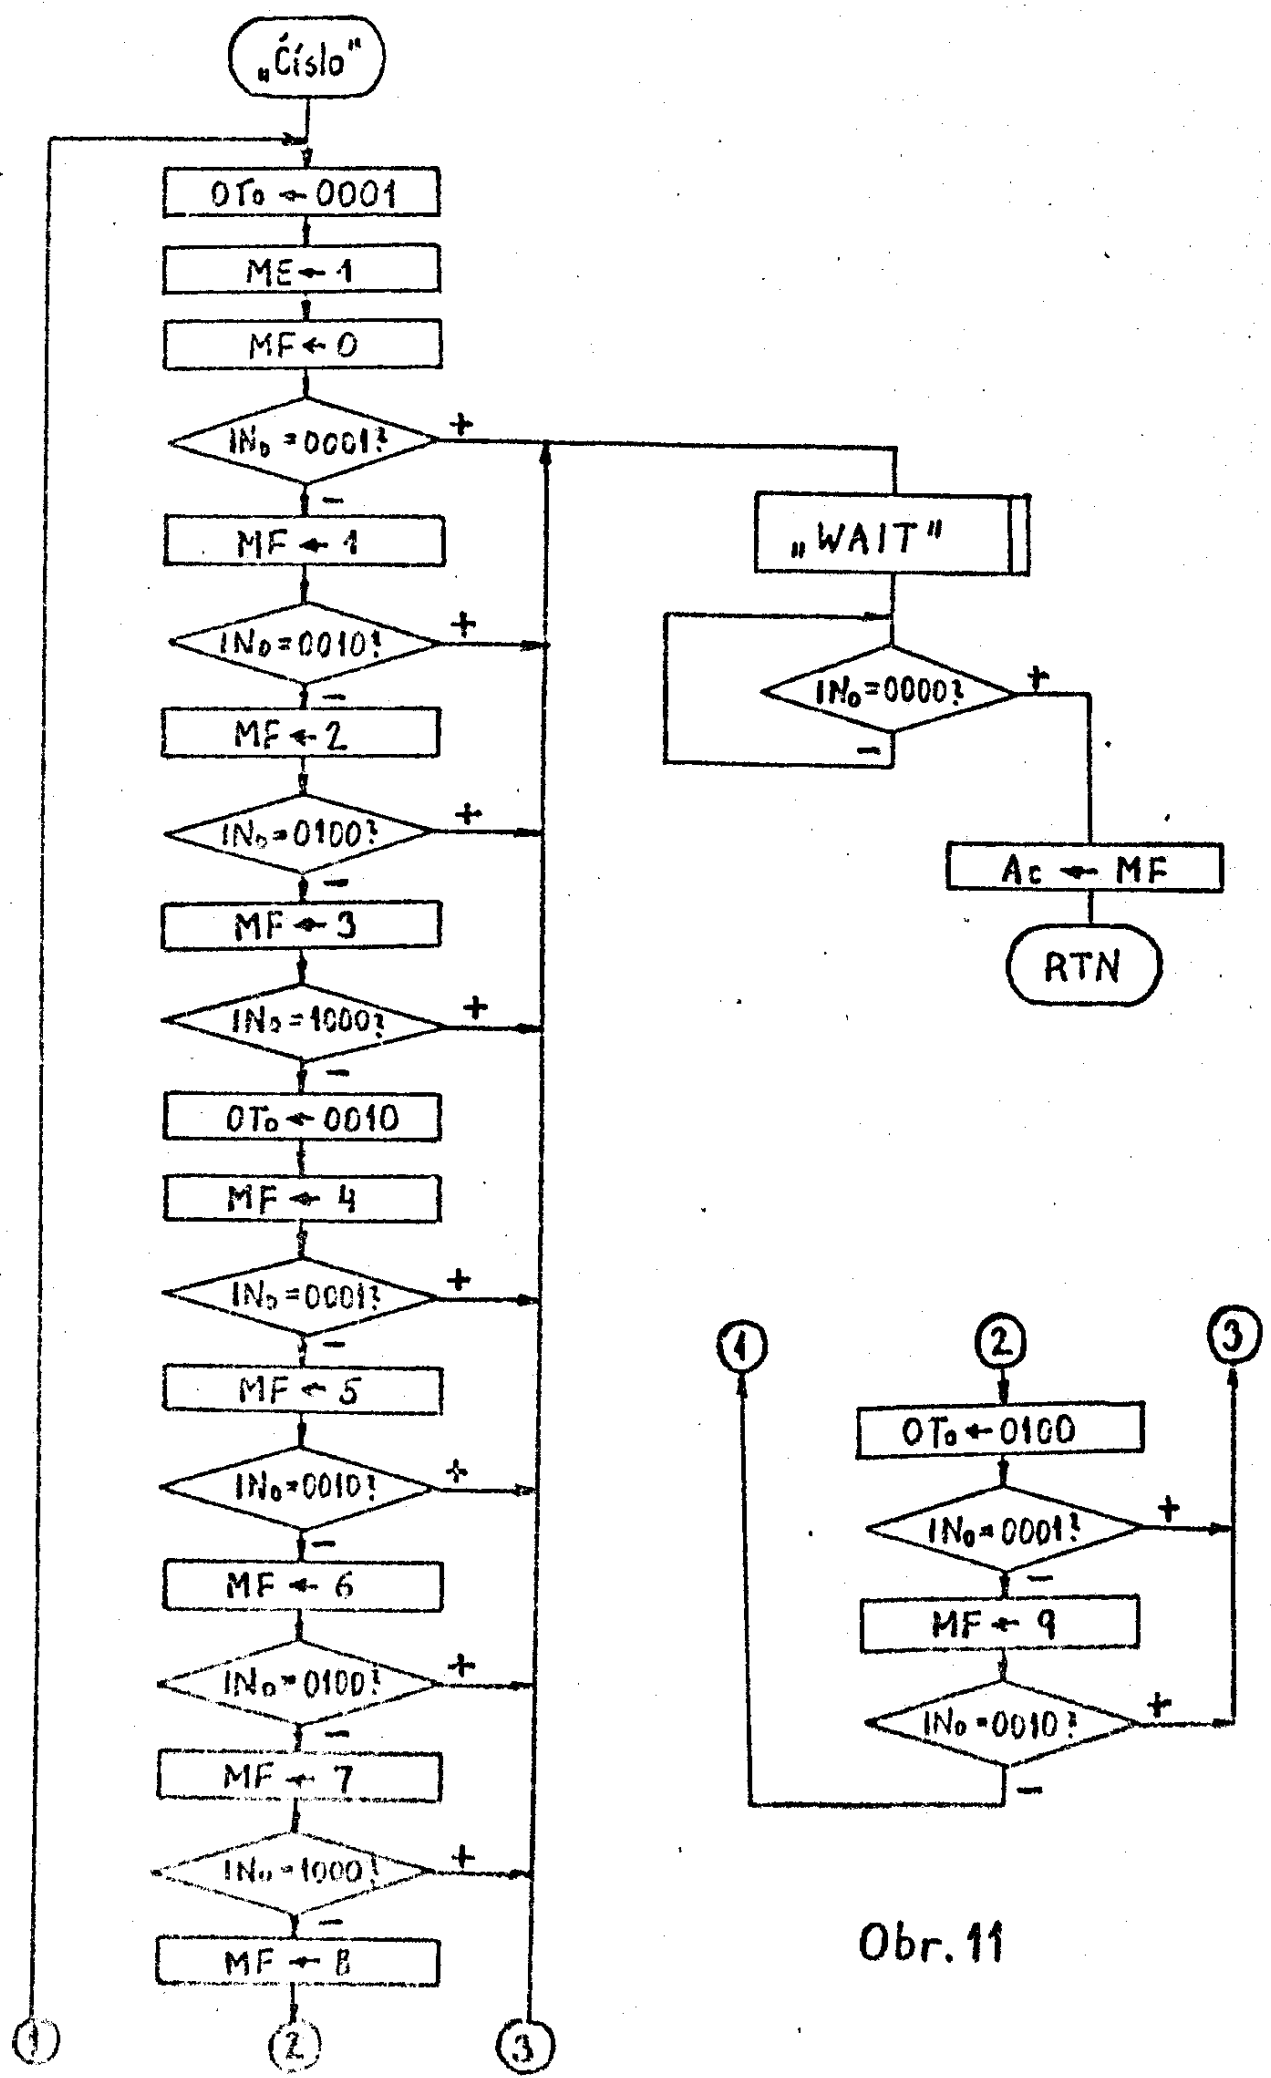 „Číslo"
OT₀ ← 0001
ME ← 1
MF ← 0
IN₀ = 0001?
+
−
MF ← 1
IN₀ = 0010?
+
−
MF ← 2
IN₀ = 0100?
+
−
MF ← 3
IN₀ = 1000?
+
−
OT₀ ← 0010
MF ← 4
IN₀ = 0001?
+
−
MF ← 5
IN₀ = 0010?
+
−
MF ← 6
IN₀ = 0100?
+
−
MF ← 7
IN₀ = 1000?
+
−
MF ← 8
1
2
3
„WAIT"
IN₀ = 0000?
+
−
Ac ← MF
RTN
1
2
3
OT₀ ← 0100
IN₀ = 0001?
+
−
MF ← 9
IN₀ = 0010?
+
−
Obr. 11